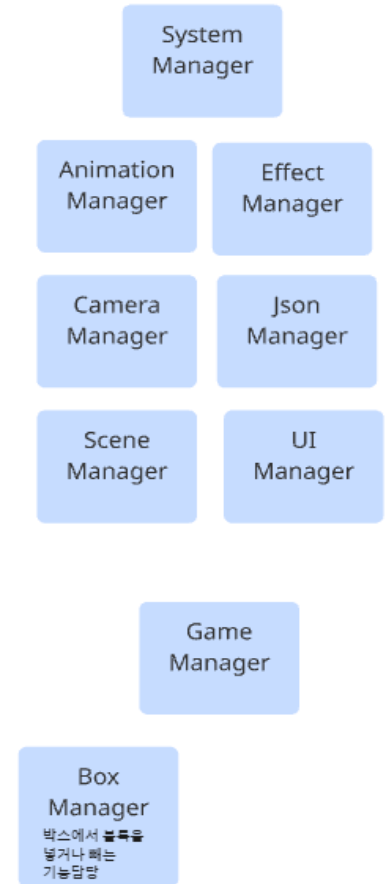 System
Manager
Animation
Manager
Effect
Manager
Camera
Manager
Json
Manager
Scene
Manager
UI
Manager
Game
Manager
Box
Manager
박스에서 블록을
넣거나 빼는
기능담당